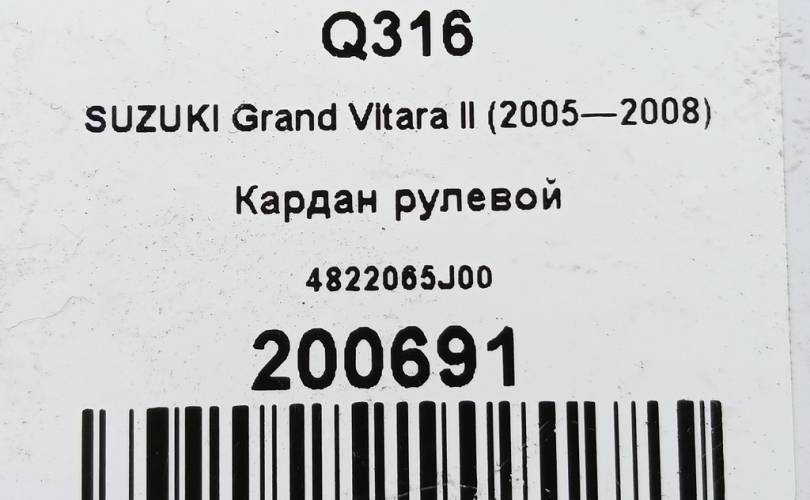 Q316
SUZUKI Grand Vitara II (2005—2008)
Кардан рулевой
4822065J00
200691